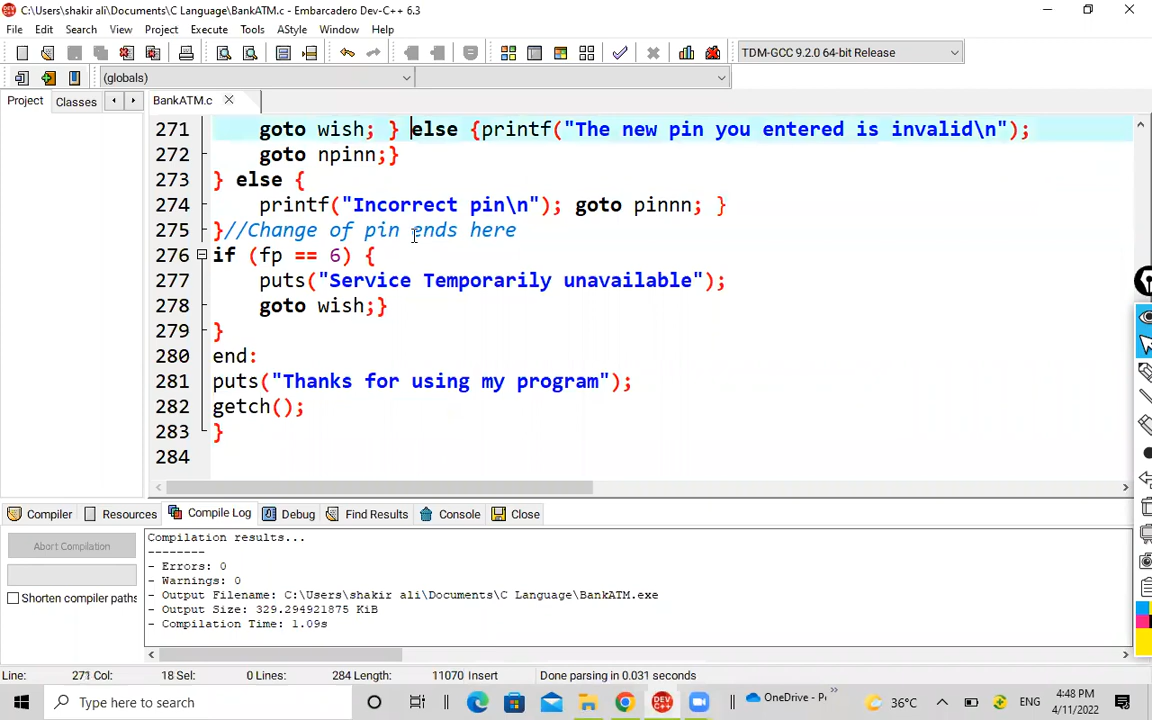 C:\Users\shakir ali\Documents\C Language\BankATM.c - Embarcadero Dev-C++ 6.3
File Edit Search View Project Execute Tools AStyle Window Help
TDM-GCC 9.2.0 64-bit Release
(globals)
Project Classes BankATM.c
271 goto wish; } else {printf("The new pin you entered is invalid\n");
272 goto npinn;}
273 } else {
274 printf("Incorrect pin\n"); goto pinnn; }
275 }//Change of pin ends here
276 if (fp == 6) {
277 puts("Service Temporarily unavailable");
278 goto wish;}
279 }
280 end:
281 puts("Thanks for using my program");
282 getch();
283 }
284
Compiler Resources Compile Log Debug Find Results Console Close
Abort Compilation
Shorten compiler paths
Compilation results...
--------
- Errors: 0
- Warnings: 0
- Output Filename: C:\Users\shakir ali\Documents\C Language\BankATM.exe
- Output Size: 329.294921875 KiB
- Compilation Time: 1.09s
Line: 271 Col: 18 Sel: 0 Lines: 284 Length: 11070 Insert Done parsing in 0.031 seconds
Type here to search
OneDrive - Pı
36°C
ENG
4:48 PM
4/11/2022